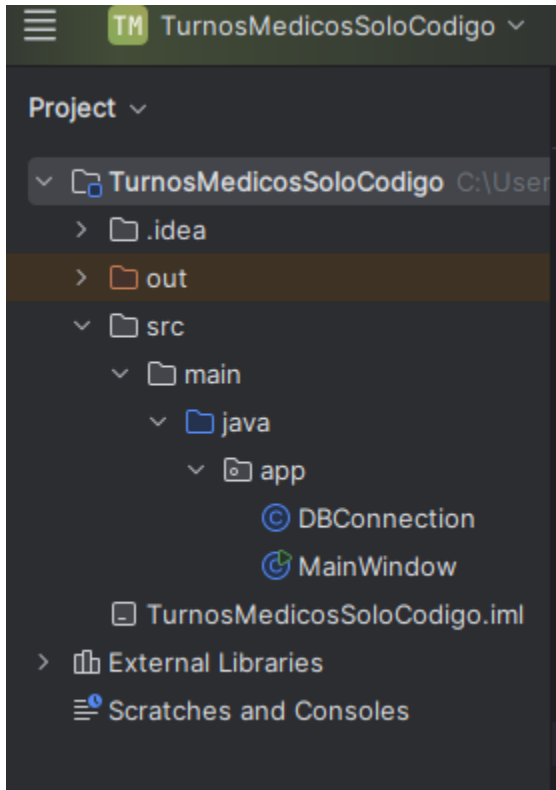 TM TurnosMedicosSoloCodigo
Project
TurnosMedicosSoloCodigo C:\User
.idea
out
src
main
java
app
DBConnection
MainWindow
TurnosMedicosSoloCodigo.iml
External Libraries
Scratches and Consoles